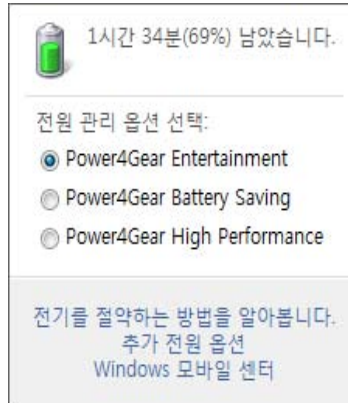 1시간 34분(69%) 남았습니다.
전원 관리 옵션 선택:
Power4Gear Entertainment
Power4Gear Battery Saving
Power4Gear High Performance
전기를 절약하는 방법을 알아봅니다.
추가 전원 옵션
Windows 모바일 센터